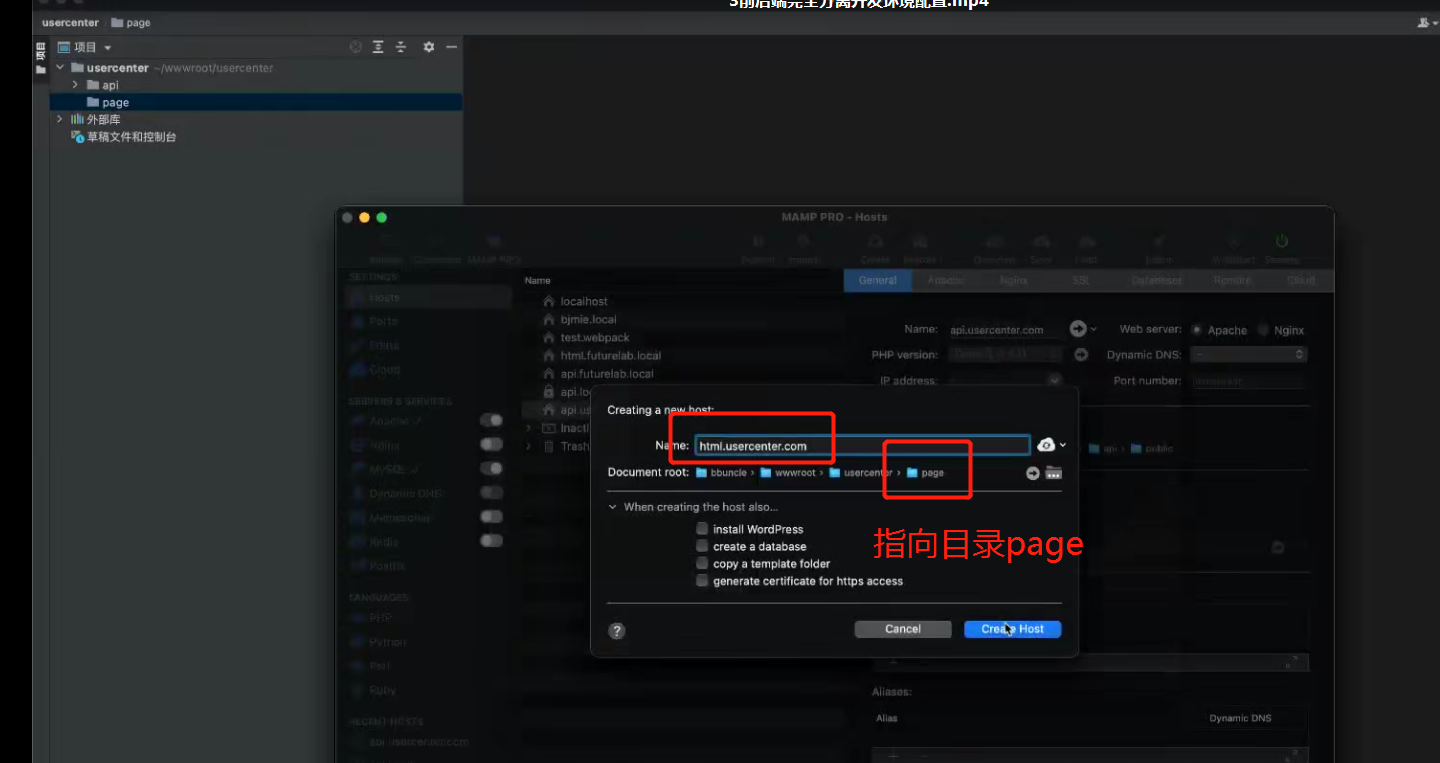 3前后端完全分离开发环境配置.mp4
usercenter page
项目
项目
usercenter ~/wwwroot/usercenter
api
page
外部库
草稿文件和控制台
MAMP PRO - Hosts
SETTINGS
Name
General Apache Nginx SSL Databases Remote Cloud
Hosts
Ports
Editor
Cloud
localhost
bjmie.local
test.webpack
html.futurelab.local
api.futurelab.local
Name: api.usercenter.com Web server: Apache Nginx
PHP version: Dynamic DNS:
IP address: Port number:
SERVERS & SERVICES
Apache
Nginx
MySQL
Dynamic DNS
Memcached
Redis
Postfix
Trash
api public
Creating a new host:
Name: html.usercenter.com
Document root: bbuncle › wwwroot › usercenter › page
When creating the host also...
install WordPress
create a database
copy a template folder
generate certificate for https access
指向目录page
? Cancel Create Host
LANGUAGES
PHP
Python
Perl
Ruby
RECENT HOSTS
api.usercenter.com
Aliases:
Alias Dynamic DNS